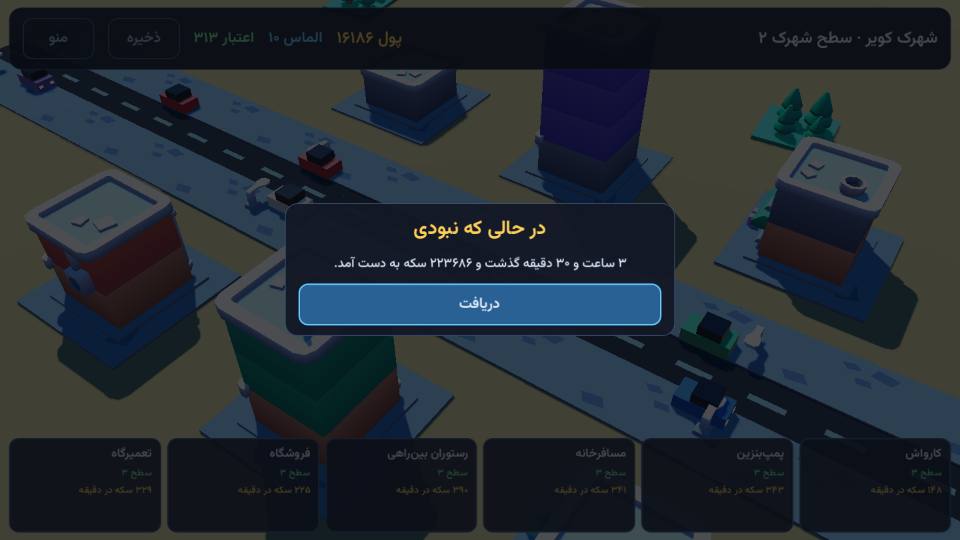 شهرک کویر · سطح شهرک ۲
پول ۱۶۱۸۶ الماس ۱۰ اعتبار ۳۱۳ ذخیره منو
در حالی که نبودی
۳ ساعت و ۳۰ دقیقه گذشت و ۲۲۳۶۸۶ سکه به دست آمد.
دریافت
کارواش
سطح ۳
۱۴۸ سکه در دقیقه
پمپ‌بنزین
سطح ۳
۳۴۳ سکه در دقیقه
مسافرخانه
سطح ۳
۳۴۱ سکه در دقیقه
رستوران بین‌راهی
سطح ۳
۳۹۰ سکه در دقیقه
فروشگاه
سطح ۳
۲۲۵ سکه در دقیقه
تعمیرگاه
سطح ۳
۳۲۹ سکه در دقیقه